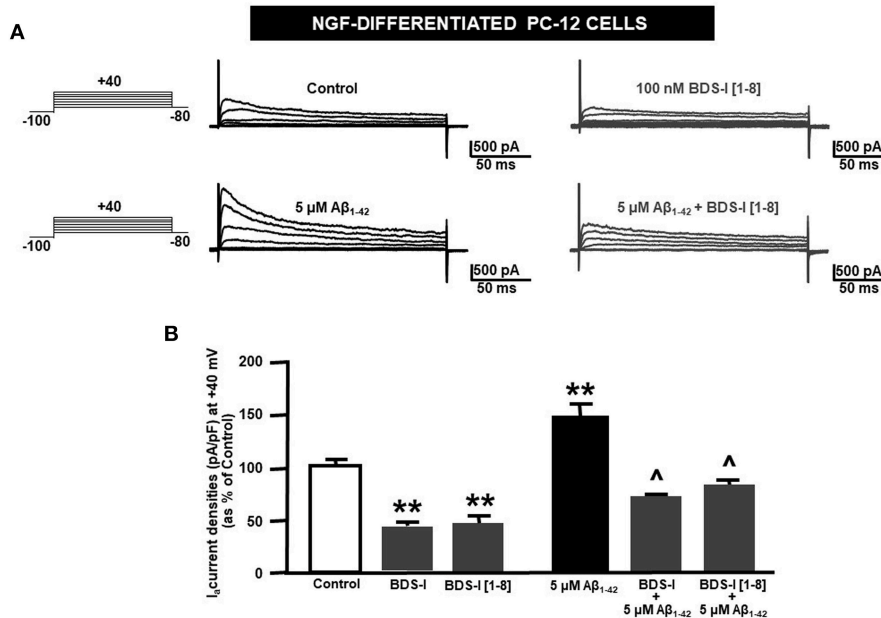 NGF-DIFFERENTIATED PC-12 CELLS
A
+40
-100
-80
Control
500 pA
50 ms
100 nM BDS-I [1-8]
500 pA
50 ms
+40
-100
-80
5 µM Aβ1-42
500 pA
50 ms
5 µM Aβ1-42 + BDS-I [1-8]
500 pA
50 ms
B
Ia current densities (pA/pF) at +40 mV
(as % of Control)
200
150
100
50
0
**
**
**
^
^
Control
BDS-I
BDS-I [1-8]
5 µM Aβ1-42
BDS-I
+
5 µM Aβ1-42
BDS-I [1-8]
+
5 µM Aβ1-42